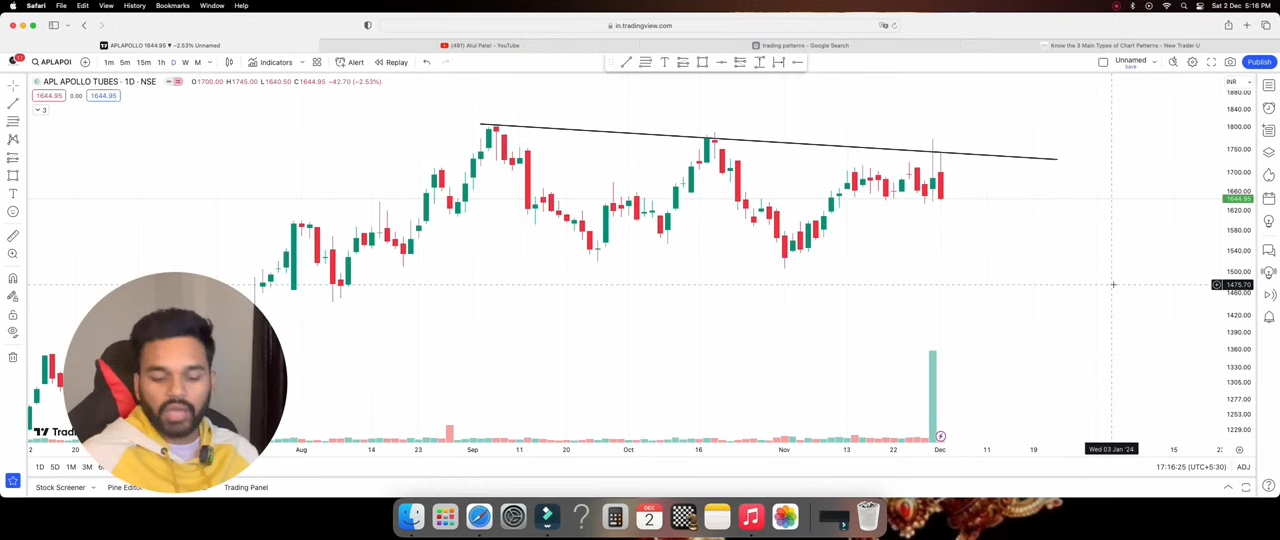 Safari File Edit View History Bookmarks Window Help
Sat 2 Dec 5:16 PM
in.tradingview.com
APLAPOLLO 1644.95 ▼ −2.53% Unnamed
(481) Atul Patel - YouTube
trading patterns - Google Search
Know the 3 Main Types of Chart Patterns - New Trader U
11
APLAPOL
1m 5m 15m 1h D W M
Indicators
Alert
Replay
Unnamed
Save
Publish
APL APOLLO TUBES · 1D · NSE
O1700.00 H1745.00 L1640.50 C1644.95 −42.70 (−2.53%)
INR
1644.95 0.00 1644.95
3
1880.00
1840.00
1800.00
1750.00
1700.00
1660.00
1644.95
1620.00
1580.00
1540.00
1500.00
1475.70
1460.00
1420.00
1390.00
1360.00
1330.00
1305.00
1277.00
1253.00
1229.00
2 Aug 14 23 Sep 11 20 Oct 16 Nov 13 22 Dec 11 19 Wed 03 Jan '24 15 23
1D 5D 1M 3M
17:16:25 (UTC+5:30) ADJ
Stock Screener
Trading Panel
DEC
2